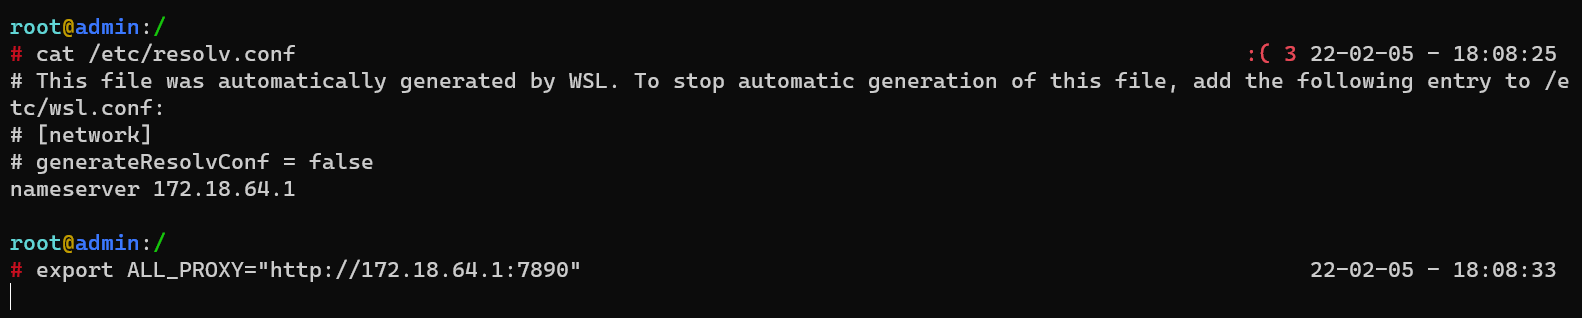 root@admin:/
# cat /etc/resolv.conf :( 3 22-02-05 - 18:08:25
# This file was automatically generated by WSL. To stop automatic generation of this file, add the following entry to /e
tc/wsl.conf:
# [network]
# generateResolvConf = false
nameserver 172.18.64.1
root@admin:/
# export ALL_PROXY="http://172.18.64.1:7890" 22-02-05 - 18:08:33